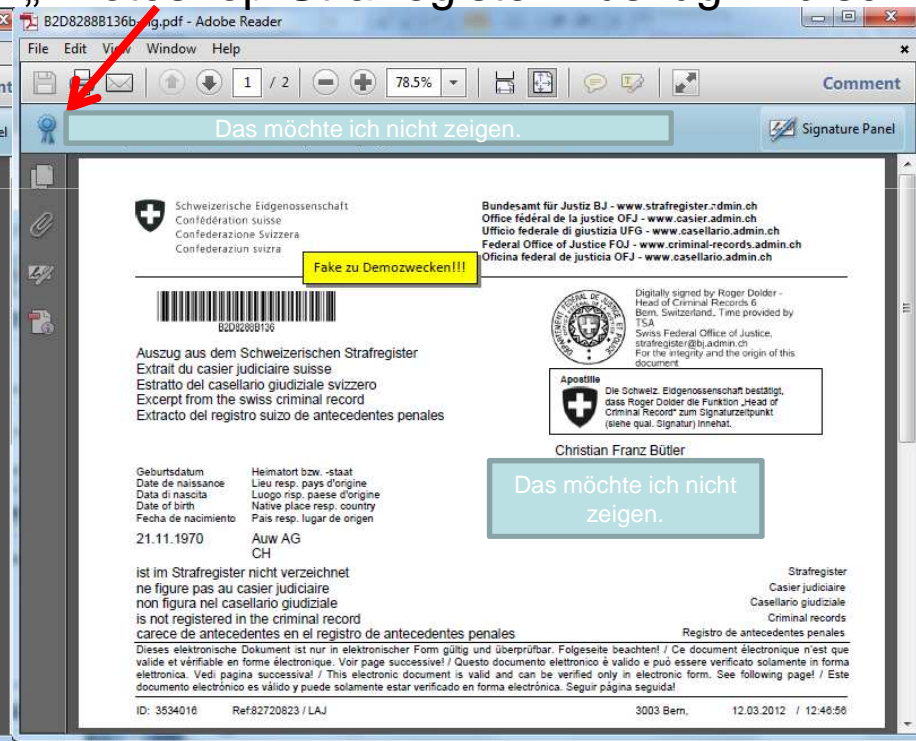 B2D8288B136b-ng.pdf - Adobe Reader
File Edit View Window Help
1 / 2 78.5% Comment
Das möchte ich nicht zeigen.
Signature Panel
Schweizerische Eidgenossenschaft
Confédération suisse
Confederazione Svizzera
Confederaziun svizra
Bundesamt für Justiz BJ - www.strafregister.admin.ch
Office fédéral de la justice OFJ - www.casier.admin.ch
Ufficio federale di giustizia UFG - www.casellario.admin.ch
Federal Office of Justice FOJ - www.criminal-records.admin.ch
Oficina federal de justicia OFJ - www.casellario.admin.ch
Fake zu Demozwecken!!!
B2D8288B136
Digitally signed by Roger Dolder -
Head of Criminal Records 6
Bern, Switzerland, Time provided by
TSA
Swiss Federal Office of Justice,
strafregister@bj.admin.ch
For the integrity and the origin of this
document
Auszug aus dem Schweizerischen Strafregister
Extrait du casier judiciaire suisse
Estratto del casellario giudiziale svizzero
Excerpt from the swiss criminal record
Extracto del registro suizo de antecedentes penales
Apostille
Die Schweiz. Eidgenossenschaft bestätigt,
dass Roger Dolder die Funktion „Head of
Criminal Record“ zum Signaturzeitpunkt
(siehe qual. Signatur) innehat.
Christian Franz Bütler
Das möchte ich nicht
zeigen.
Geburtsdatum Heimatort bzw. -staat
Date de naissance Lieu resp. pays d'origine
Data di nascita Luogo risp. paese d'origine
Date of birth Native place resp. country
Fecha de nacimiento Pais resp. lugar de origen
21.11.1970 Auw AG
CH
ist im Strafregister nicht verzeichnet
ne figure pas au casier judiciaire
non figura nel casellario giudiziale
is not registered in the criminal record
carece de antecedentes en el registro de antecedentes penales
Strafregister
Casier judiciaire
Casellario giudiziale
Criminal records
Registro de antecedentes penales
Dieses elektronische Dokument ist nur in elektronischer Form gültig und überprüfbar. Folgeseite beachten! / Ce document électronique n'est que
valide et vérifiable en forme électronique. Voir page successive! / Questo documento elettronico è valido e può essere verificato solamente in forma
elettronica. Vedi pagina successiva! / This electronic document is valid and can be verified only in electronic form. See following page! / Este
documento electrónico es válido y puede solamente estar verificado en forma electrónica. Seguir página seguida!
ID: 3534016 Ref:82720823 / LAJ 3003 Bern, 12.03.2012 / 12:46:56